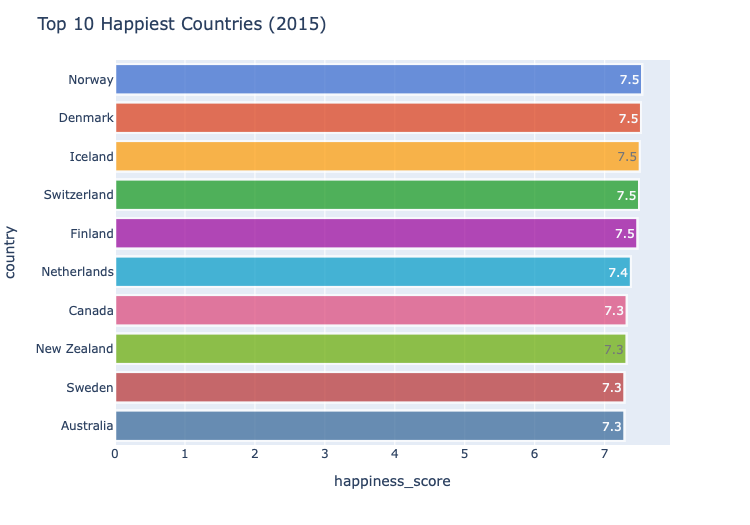 Top 10 Happiest Countries (2015)
Norway 7.5
Denmark 7.5
Iceland 7.5
Switzerland 7.5
Finland 7.5
Netherlands 7.4
Canada 7.3
New Zealand 7.3
Sweden 7.3
Australia 7.3
country
0 1 2 3 4 5 6 7
happiness_score